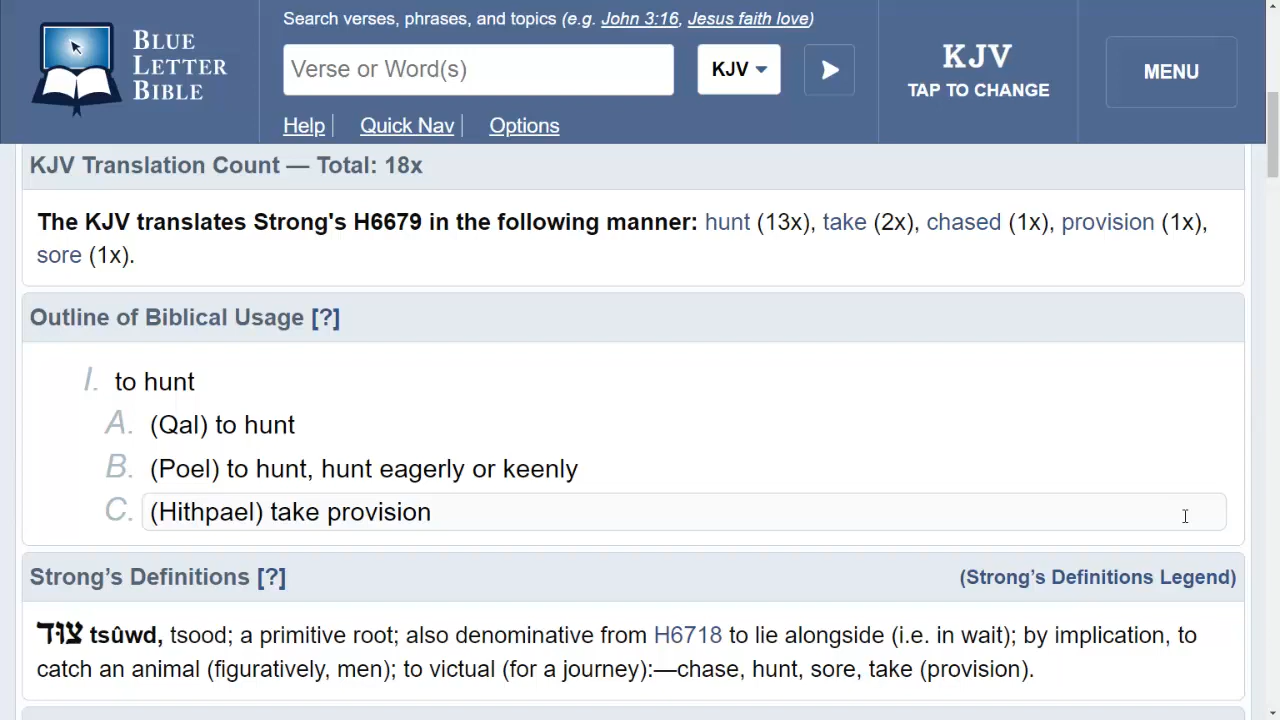 Search verses, phrases, and topics (e.g. John 3:16, Jesus faith love)
BLUE
LETTER
BIBLE
Verse or Word(s)
KJV
KJV
TAP TO CHANGE
MENU
Help
Quick Nav
Options
KJV Translation Count — Total: 18x
The KJV translates Strong's H6679 in the following manner: hunt (13x), take (2x), chased (1x), provision (1x),
sore (1x).
Outline of Biblical Usage [?]
I. to hunt
A. (Qal) to hunt
B. (Poel) to hunt, hunt eagerly or keenly
C. (Hithpael) take provision
Strong's Definitions [?] (Strong's Definitions Legend)
צוּד tsûwd, tsood; a primitive root; also denominative from H6718 to lie alongside (i.e. in wait); by implication, to
catch an animal (figuratively, men); to victual (for a journey):—chase, hunt, sore, take (provision).